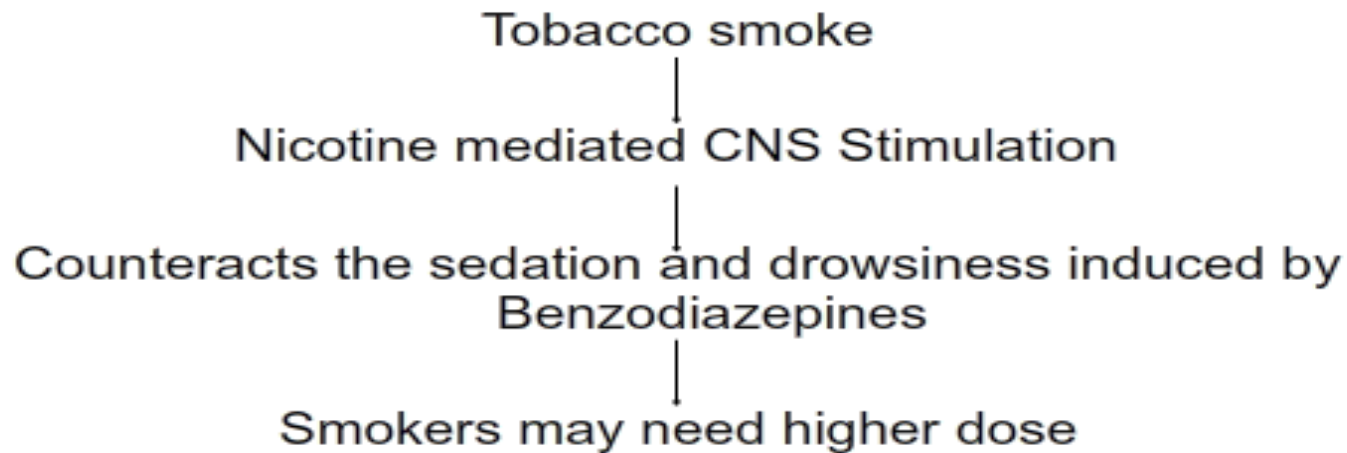 Tobacco smoke
Nicotine mediated CNS Stimulation
Counteracts the sedation and drowsiness induced by
Benzodiazepines
Smokers may need higher dose